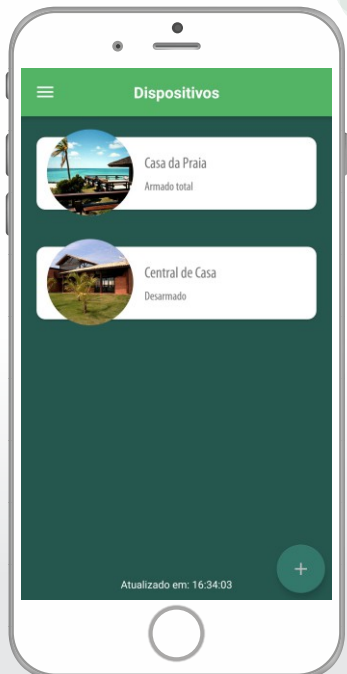 Dispositivos
Casa da Praia
Armado total
Central de Casa
Desarmado
+
Atualizado em: 16:34:03